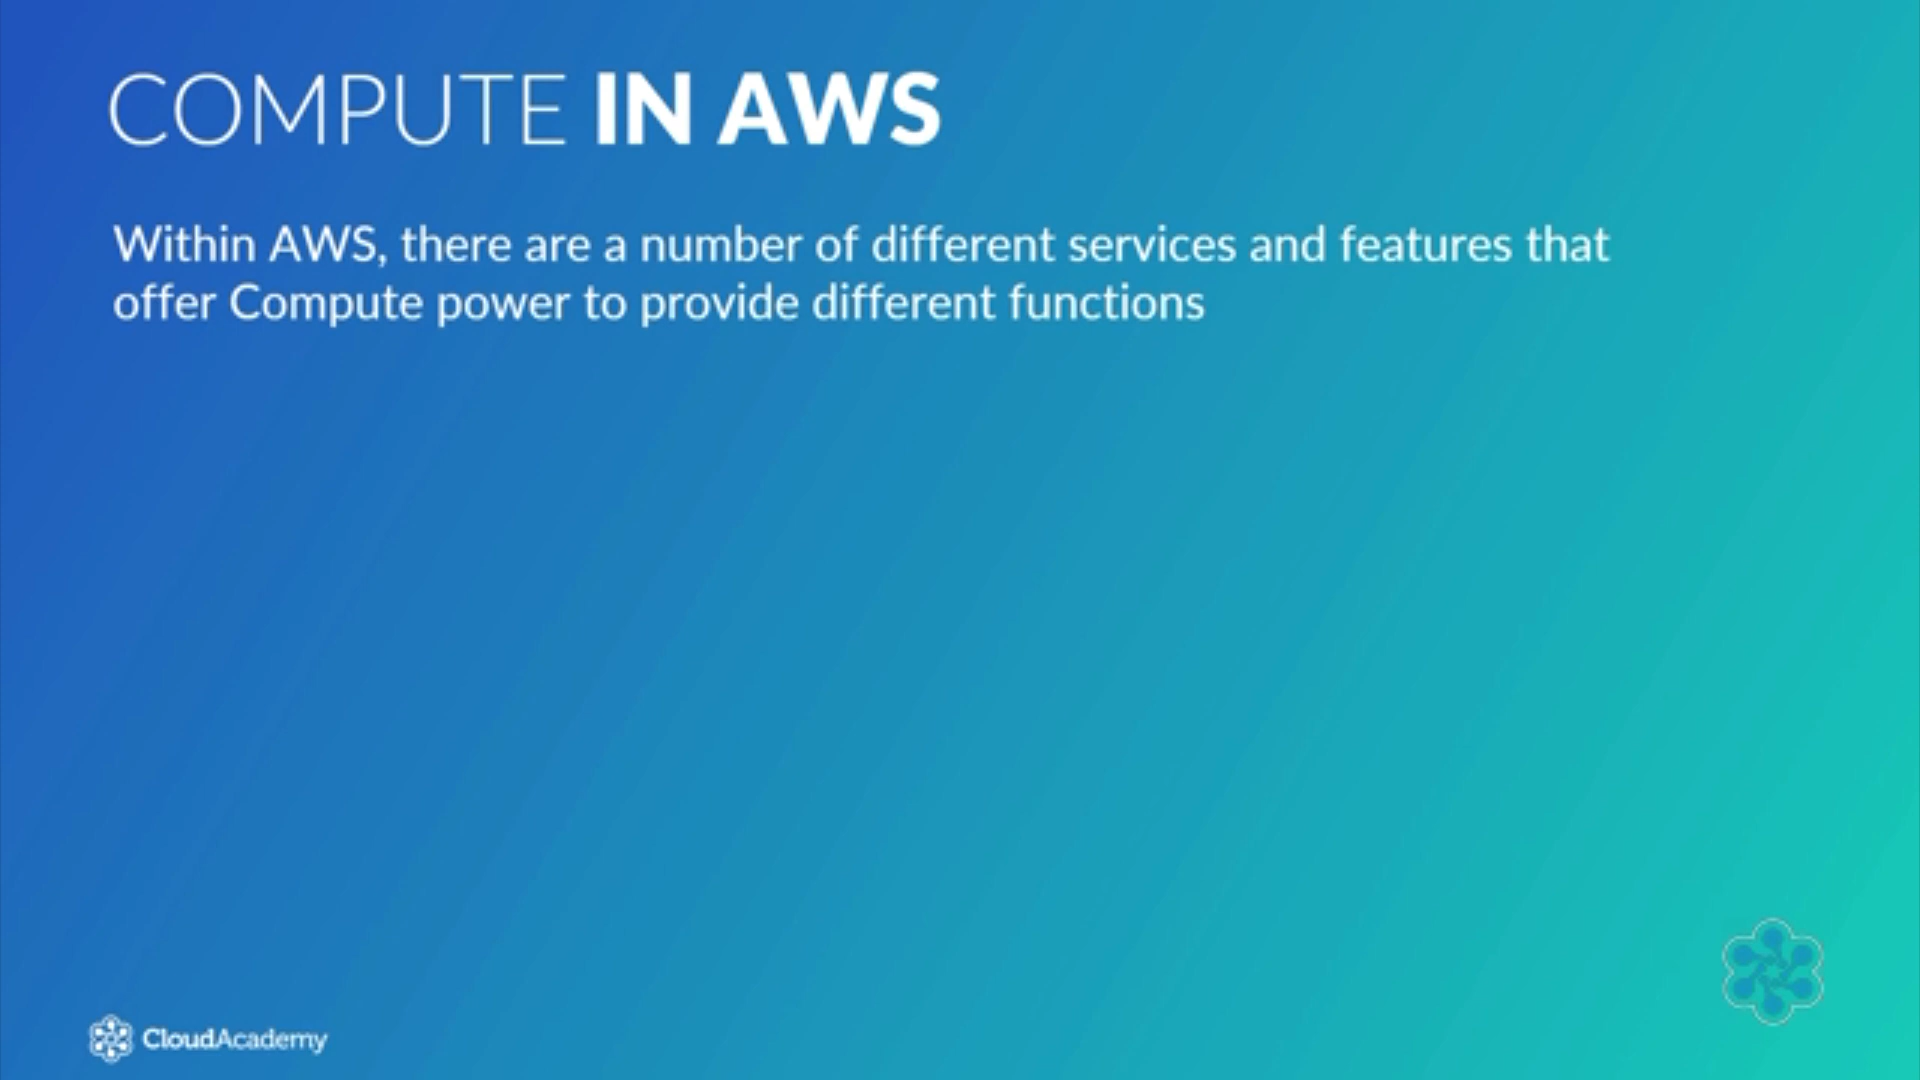 COMPUTE IN AWS
Within AWS, there are a number of different services and features that
offer Compute power to provide different functions
CloudAcademy